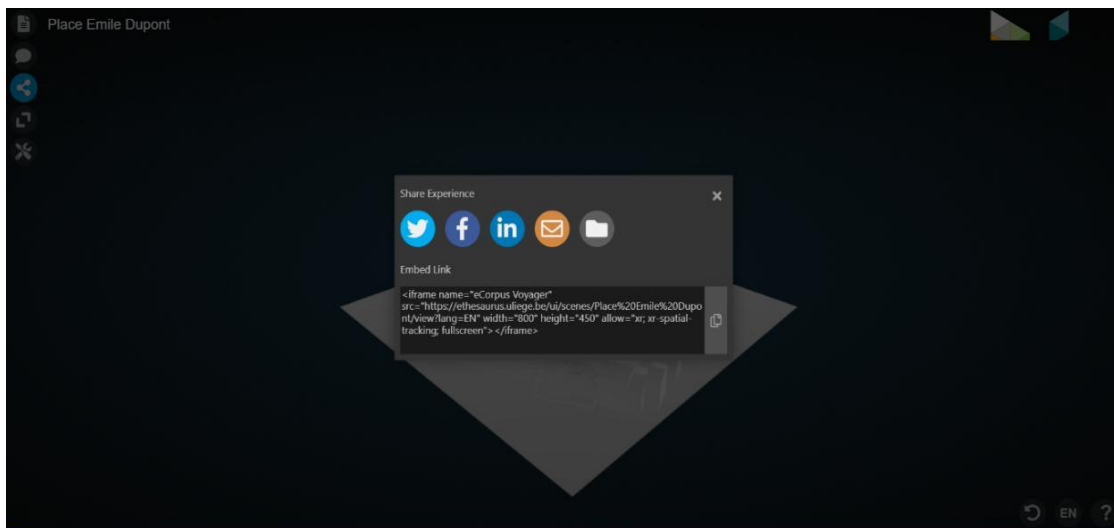 Place Emile Dupont
Share Experience
Embed Link
<iframe name="eCorpus Voyager"
src="https://ethesaurus.uliege.be/ui/scenes/Place%20Emile%20Dupo
nt/view?lang=EN" width="800" height="450" allow="xr; xr-spatial-
tracking; fullscreen"></iframe>
EN